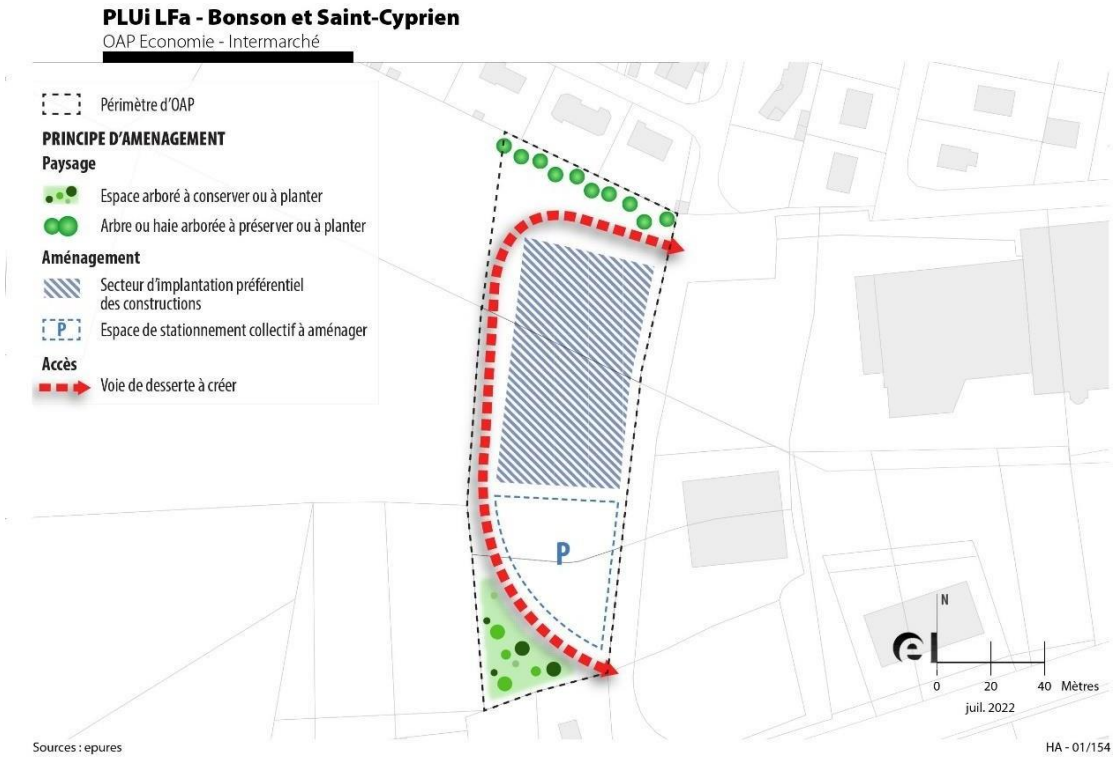 PLUi LFa - Bonson et Saint-Cyprien
OAP Economie - Intermarché
Périmètre d'OAP
PRINCIPE D'AMENAGEMENT
Paysage
Espace arboré à conserver ou à planter
Arbre ou haie arborée à préserver ou à planter
Aménagement
Secteur d'implantation préférentiel
des constructions
P Espace de stationnement collectif à aménager
Accès
Voie de desserte à créer
P
N
e
0 20 40 Mètres
juil. 2022
Sources : epures
HA - 01/154